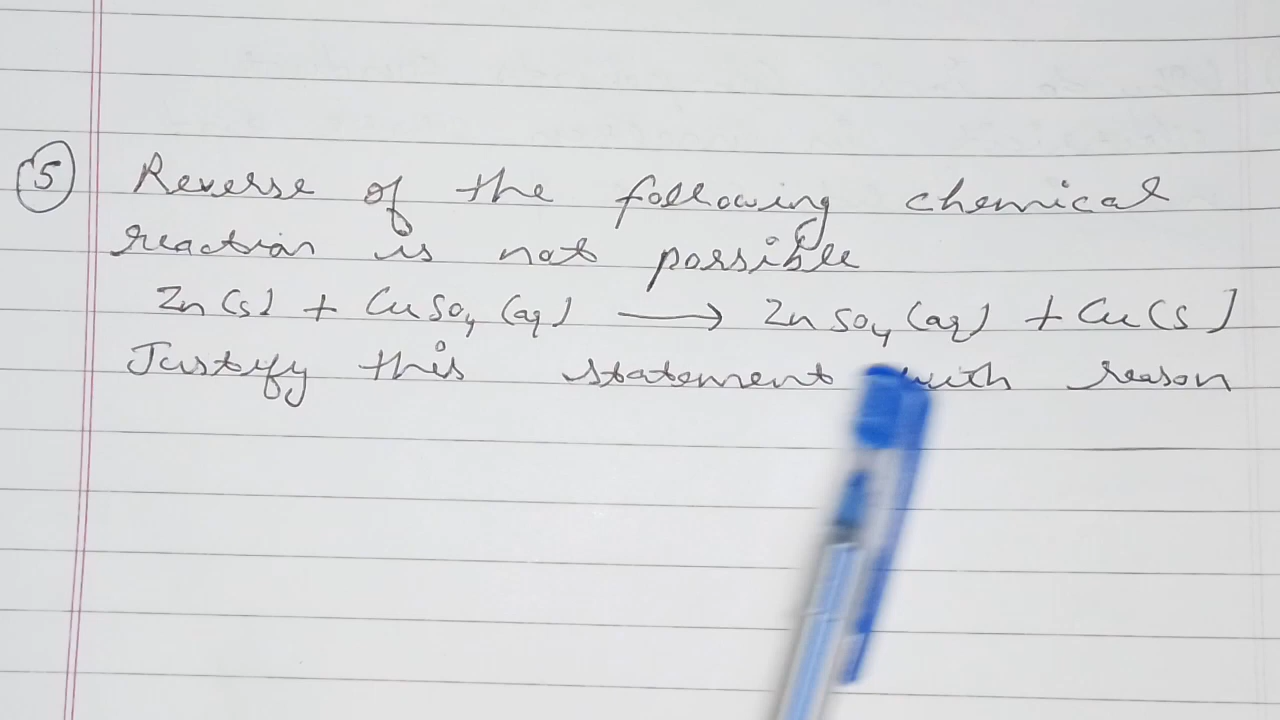 5 Reverse of the following chemical
reaction is not possible
Zn(s) + CuSO4 (aq) ⟶ ZnSO4 (aq) + Cu(s)
Justify this statement with reason